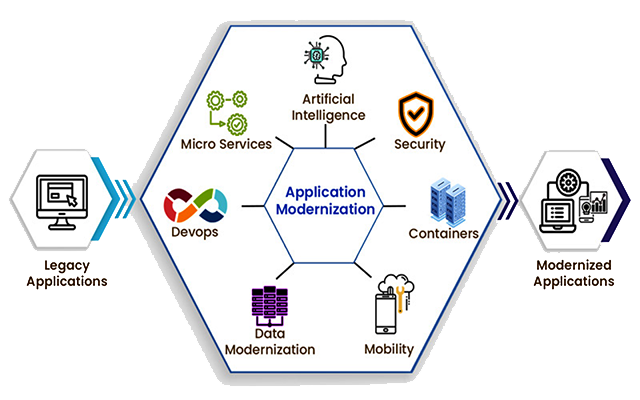 Artificial
Intelligence
Micro Services
Security
Application
Modernization
Devops
Containers
Legacy
Applications
Modernized
Applications
Data
Modernization
Mobility